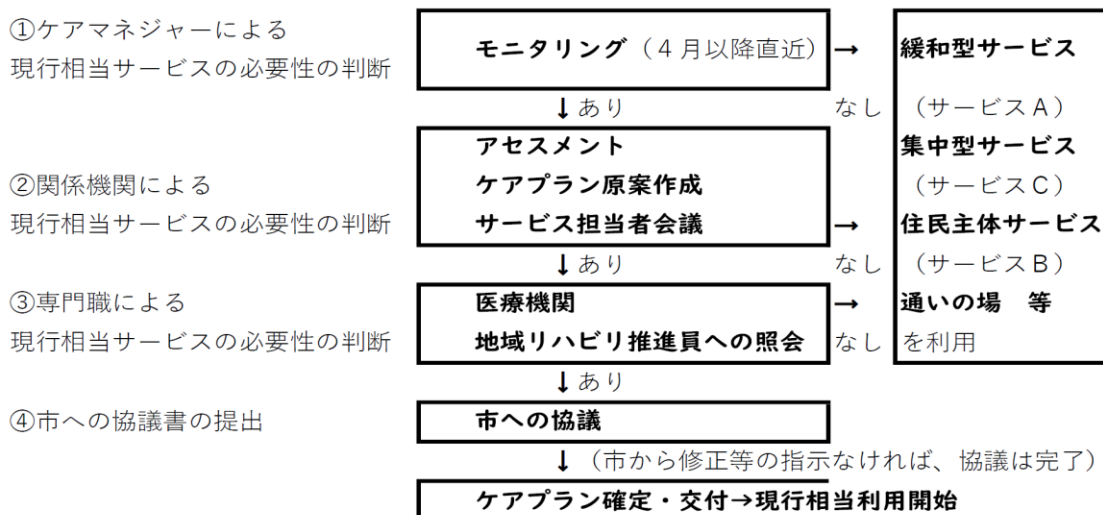 ①ケアマネジャーによる
現行相当サービスの必要性の判断
モニタリング（４月以降直近）
→
緩和型サービス
↓あり
なし
（サービスＡ）
②関係機関による
現行相当サービスの必要性の判断
アセスメント
ケアプラン原案作成
サービス担当者会議
→
集中型サービス
（サービスＣ）
住民主体サービス
↓あり
なし
（サービスＢ）
③専門職による
現行相当サービスの必要性の判断
医療機関
地域リハビリ推進員への照会
→
なし
通いの場　等
を利用
↓あり
④市への協議書の提出
市への協議
↓（市から修正等の指示なければ、協議は完了）
ケアプラン確定・交付→現行相当利用開始